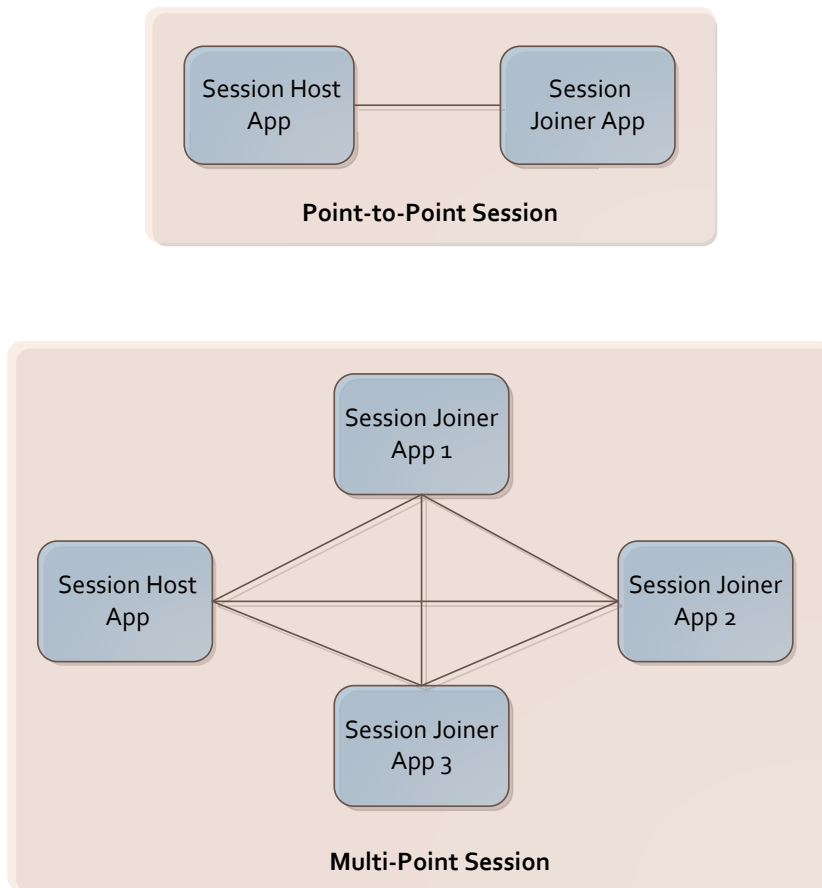 Session Host
App
Session
Joiner App
Point-to-Point Session
Session Joiner
App 1
Session Host
App
Session Joiner
App 2
Session Joiner
App 3
Multi-Point Session